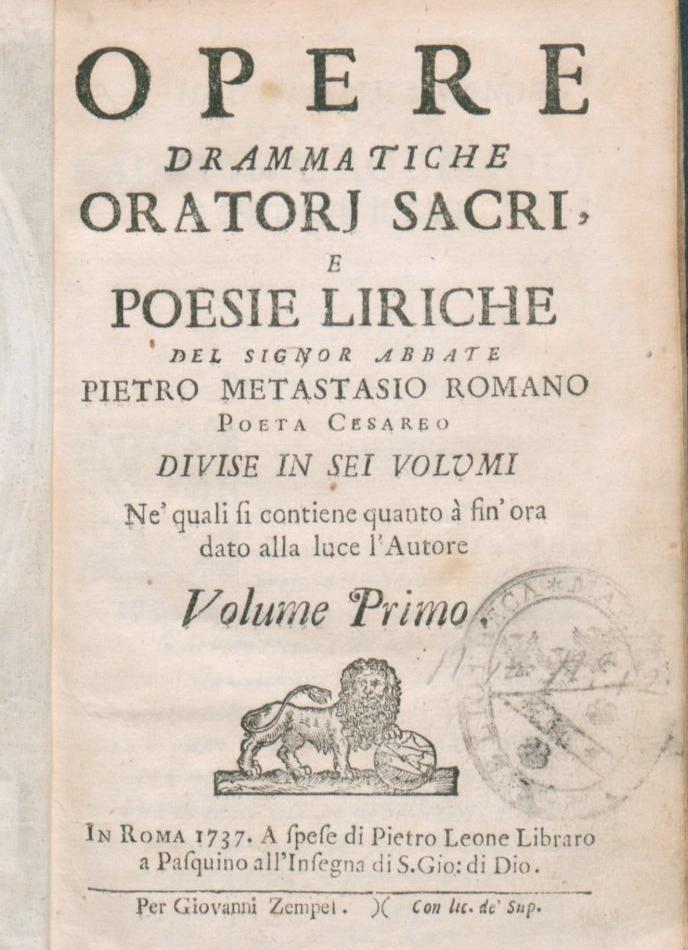 OPERE
DRAMMATICHE
ORATORJ SACRI,
E
POESIE LIRICHE
DEL SIGNOR ABBATE
PIETRO METASTASIO ROMANO
POETA CESAREO
DIVISE IN SEI VOLVMI
Ne' quali ſi contiene quanto à fin' ora
dato alla luce l'Autore
Volume Primo.
IN ROMA 1737. A ſpeſe di Pietro Leone Libraro
a Paſquino all'Inſegna di S.Gio: di Dio.
Per Giovanni Zempel. )( Con lic. de' Sup.